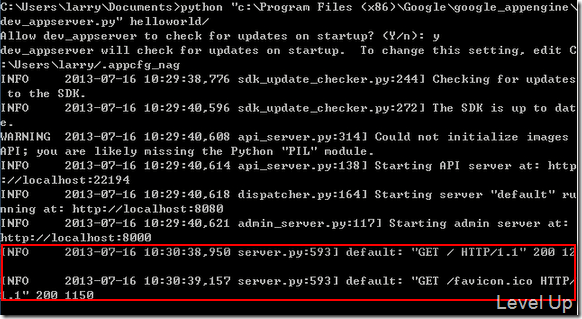 C:\Users\larry\Documents>python "c:\Program Files (x86)\Google\google_appengine\
dev_appserver.py" helloworld/
Allow dev_appserver to check for updates on startup? (Y/n): y
dev_appserver will check for updates on startup.  To change this setting, edit C
:\Users\larry/.appcfg_nag
INFO     2013-07-16 10:29:38,776 sdk_update_checker.py:244] Checking for updates
 to the SDK.
INFO     2013-07-16 10:29:40,596 sdk_update_checker.py:272] The SDK is up to dat
e.
WARNING  2013-07-16 10:29:40,608 api_server.py:314] Could not initialize images
API; you are likely missing the Python "PIL" module.
INFO     2013-07-16 10:29:40,614 api_server.py:138] Starting API server at: http
://localhost:22194
INFO     2013-07-16 10:29:40,618 dispatcher.py:164] Starting server "default" ru
nning at: http://localhost:8080
INFO     2013-07-16 10:29:40,621 admin_server.py:117] Starting admin server at:
http://localhost:8000
INFO     2013-07-16 10:30:38,950 server.py:593] default: "GET / HTTP/1.1" 200 12
INFO     2013-07-16 10:30:39,157 server.py:593] default: "GET /favicon.ico HTTP/
1.1" 200 1150
Level Up